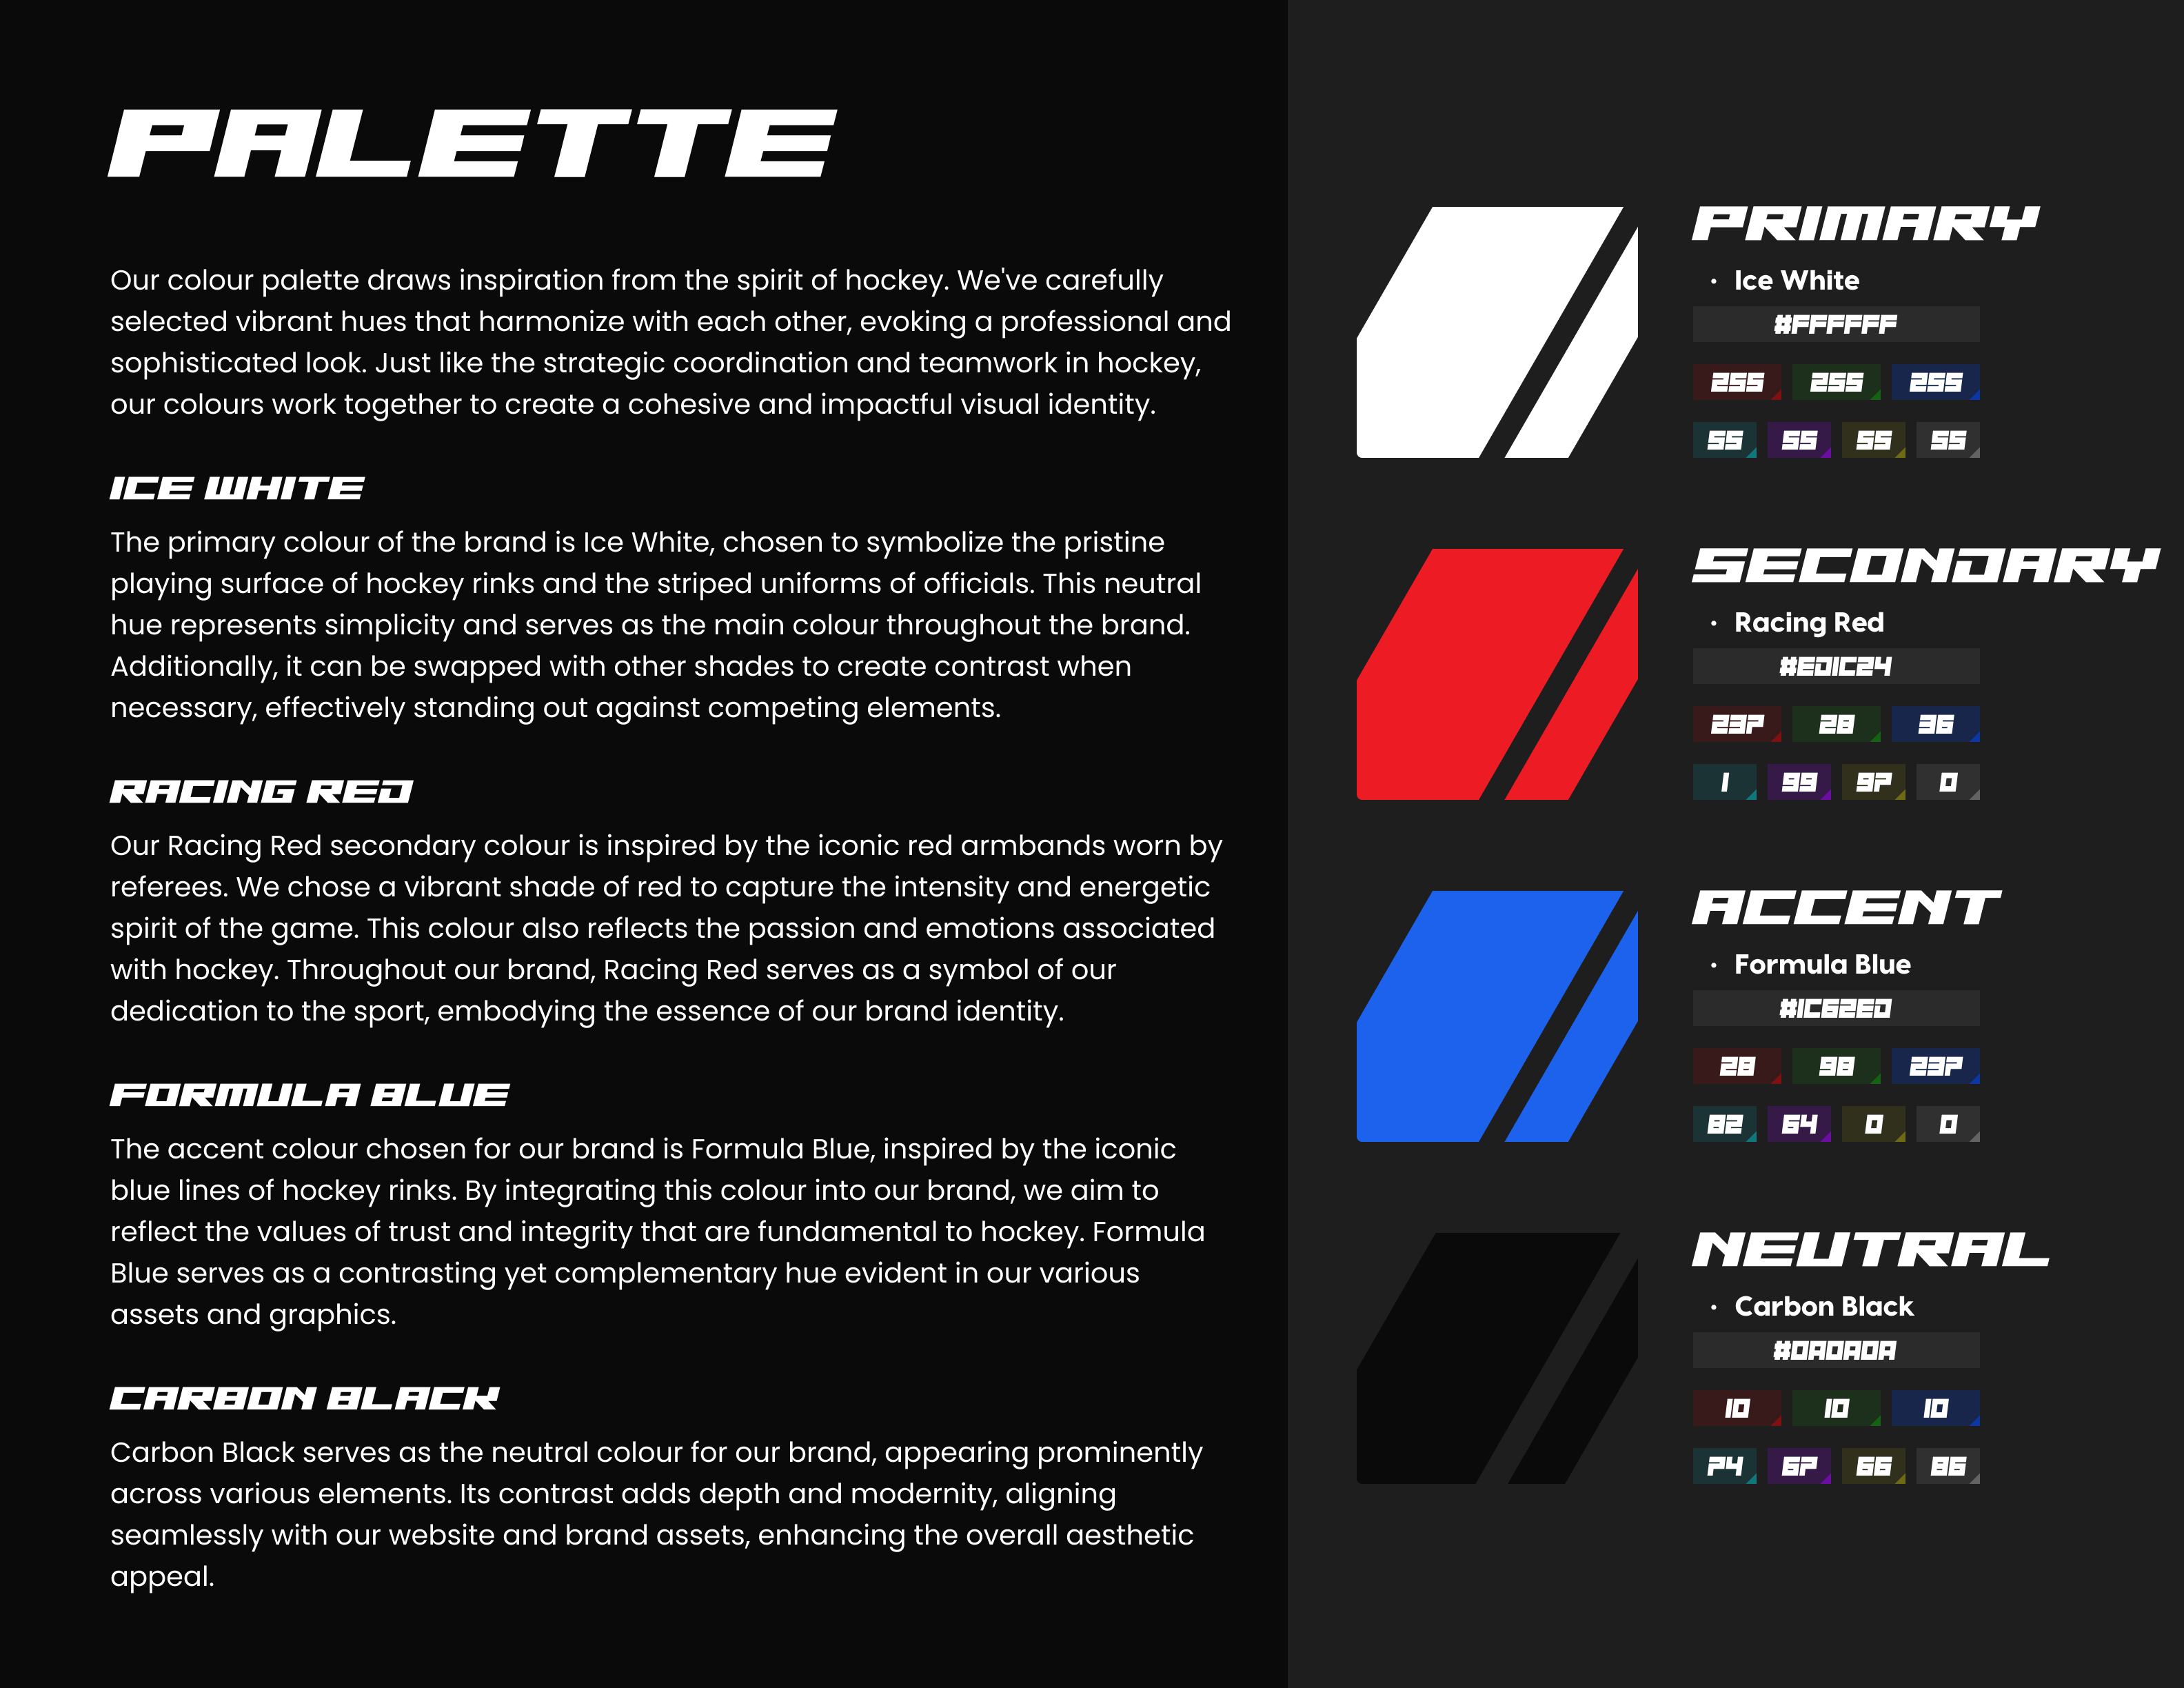 PALETTE
Our colour palette draws inspiration from the spirit of hockey. We've carefully
selected vibrant hues that harmonize with each other, evoking a professional and
sophisticated look. Just like the strategic coordination and teamwork in hockey,
our colours work together to create a cohesive and impactful visual identity.
ICE WHITE
The primary colour of the brand is Ice White, chosen to symbolize the pristine
playing surface of hockey rinks and the striped uniforms of officials. This neutral
hue represents simplicity and serves as the main colour throughout the brand.
Additionally, it can be swapped with other shades to create contrast when
necessary, effectively standing out against competing elements.
RACING RED
Our Racing Red secondary colour is inspired by the iconic red armbands worn by
referees. We chose a vibrant shade of red to capture the intensity and energetic
spirit of the game. This colour also reflects the passion and emotions associated
with hockey. Throughout our brand, Racing Red serves as a symbol of our
dedication to the sport, embodying the essence of our brand identity.
FORMULA BLUE
The accent colour chosen for our brand is Formula Blue, inspired by the iconic
blue lines of hockey rinks. By integrating this colour into our brand, we aim to
reflect the values of trust and integrity that are fundamental to hockey. Formula
Blue serves as a contrasting yet complementary hue evident in our various
assets and graphics.
CARBON BLACK
Carbon Black serves as the neutral colour for our brand, appearing prominently
across various elements. Its contrast adds depth and modernity, aligning
seamlessly with our website and brand assets, enhancing the overall aesthetic
appeal.
PRIMARY
• Ice White
#FFFFFF
255 255 255
55 55 55 55
SECONDARY
• Racing Red
#ED1C24
237 28 36
1 99 97 0
ACCENT
• Formula Blue
#1C62ED
28 98 237
82 64 0 0
NEUTRAL
• Carbon Black
#0A0A0A
10 10 10
74 67 66 86